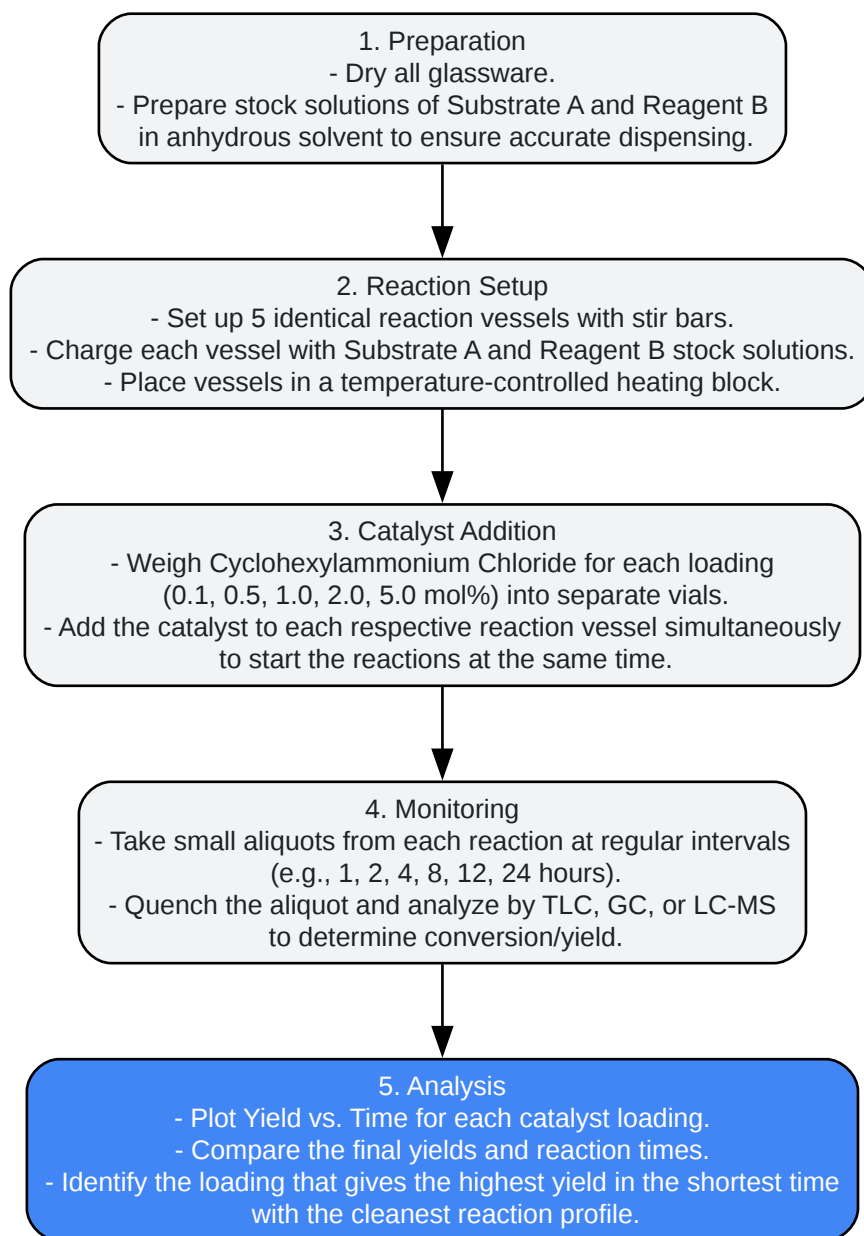 1. Preparation
- Dry all glassware.
- Prepare stock solutions of Substrate A and Reagent B
in anhydrous solvent to ensure accurate dispensing.
2. Reaction Setup
- Set up 5 identical reaction vessels with stir bars.
- Charge each vessel with Substrate A and Reagent B stock solutions.
- Place vessels in a temperature-controlled heating block.
3. Catalyst Addition
- Weigh Cyclohexylammonium Chloride for each loading
(0.1, 0.5, 1.0, 2.0, 5.0 mol%) into separate vials.
- Add the catalyst to each respective reaction vessel simultaneously
to start the reactions at the same time.
4. Monitoring
- Take small aliquots from each reaction at regular intervals
(e.g., 1, 2, 4, 8, 12, 24 hours).
- Quench the aliquot and analyze by TLC, GC, or LC-MS
to determine conversion/yield.
5. Analysis
- Plot Yield vs. Time for each catalyst loading.
- Compare the final yields and reaction times.
- Identify the loading that gives the highest yield in the shortest time
with the cleanest reaction profile.